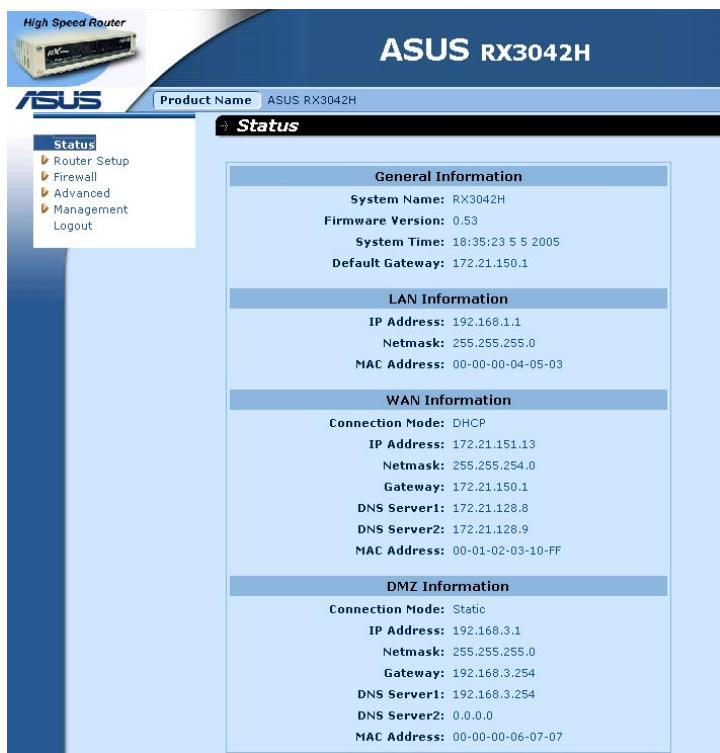 High Speed Router
ASUS RX3042H
ASUS
Product Name ASUS RX3042H
Status
Status
Router Setup
Firewall
Advanced
Management
Logout
General Information
System Name: RX3042H
Firmware Version: 0.53
System Time: 18:35:23 5 5 2005
Default Gateway: 172.21.150.1
LAN Information
IP Address: 192.168.1.1
Netmask: 255.255.255.0
MAC Address: 00-00-00-04-05-03
WAN Information
Connection Mode: DHCP
IP Address: 172.21.151.13
Netmask: 255.255.254.0
Gateway: 172.21.150.1
DNS Server1: 172.21.128.8
DNS Server2: 172.21.128.9
MAC Address: 00-01-02-03-10-FF
DMZ Information
Connection Mode: Static
IP Address: 192.168.3.1
Netmask: 255.255.255.0
Gateway: 192.168.3.254
DNS Server1: 192.168.3.254
DNS Server2: 0.0.0.0
MAC Address: 00-00-00-06-07-07